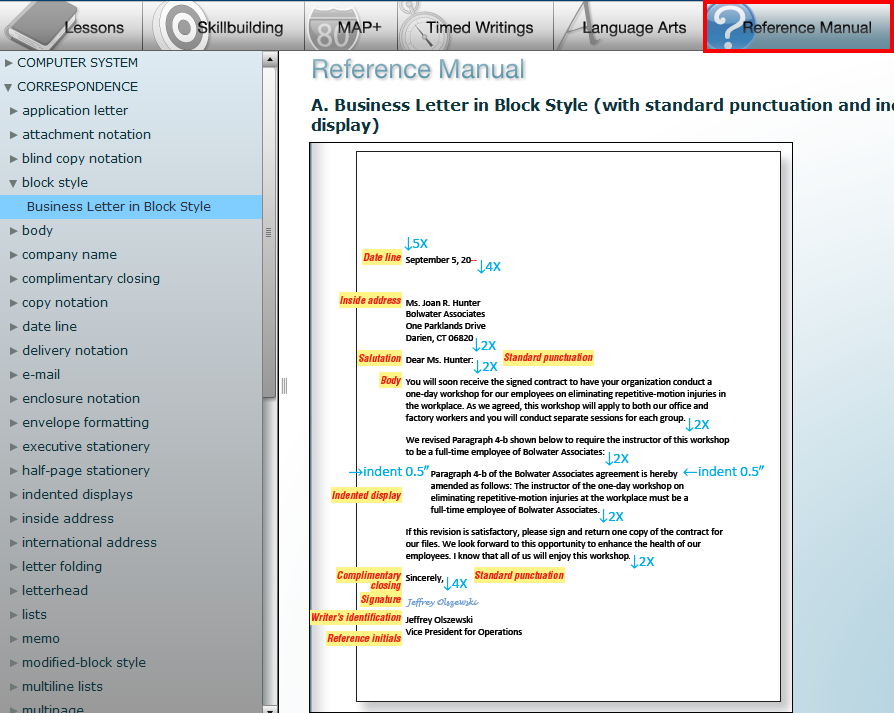 Lessons Skillbuilding MAP+ Timed Writings Language Arts Reference Manual
80
COMPUTER SYSTEM
CORRESPONDENCE
application letter
attachment notation
blind copy notation
block style
Business Letter in Block Style
body
company name
complimentary closing
copy notation
date line
delivery notation
e-mail
enclosure notation
envelope formatting
executive stationery
half-page stationery
indented displays
inside address
international address
letter folding
letterhead
lists
memo
modified-block style
multiline lists
multipage
Reference Manual
A. Business Letter in Block Style (with standard punctuation and in
display)
↓5X
Date line September 5, 20–
↓4X
Inside address Ms. Joan R. Hunter
Bolwater Associates
One Parklands Drive
Darien, CT 06820
↓2X
Salutation Dear Ms. Hunter: Standard punctuation
↓2X
Body You will soon receive the signed contract to have your organization conduct a
one-day workshop for our employees on eliminating repetitive-motion injuries in
the workplace. As we agreed, this workshop will apply to both our office and
factory workers and you will conduct separate sessions for each group.
↓2X
We revised Paragraph 4-b shown below to require the instructor of this workshop
to be a full-time employee of Bolwater Associates:
↓2X
→indent 0.5″ Paragraph 4-b of the Bolwater Associates agreement is hereby ←indent 0.5″
amended as follows: The instructor of the one-day workshop on
Indented display eliminating repetitive-motion injuries at the workplace must be a
full-time employee of Bolwater Associates.
↓2X
If this revision is satisfactory, please sign and return one copy of the contract for
our files. We look forward to this opportunity to enhance the health of our
employees. I know that all of us will enjoy this workshop.
↓2X
Complimentary closing Sincerely, ↓4X Standard punctuation
Signature Jeffrey Olszewski
Writer's identification Jeffrey Olszewski
Vice President for Operations
Reference initials